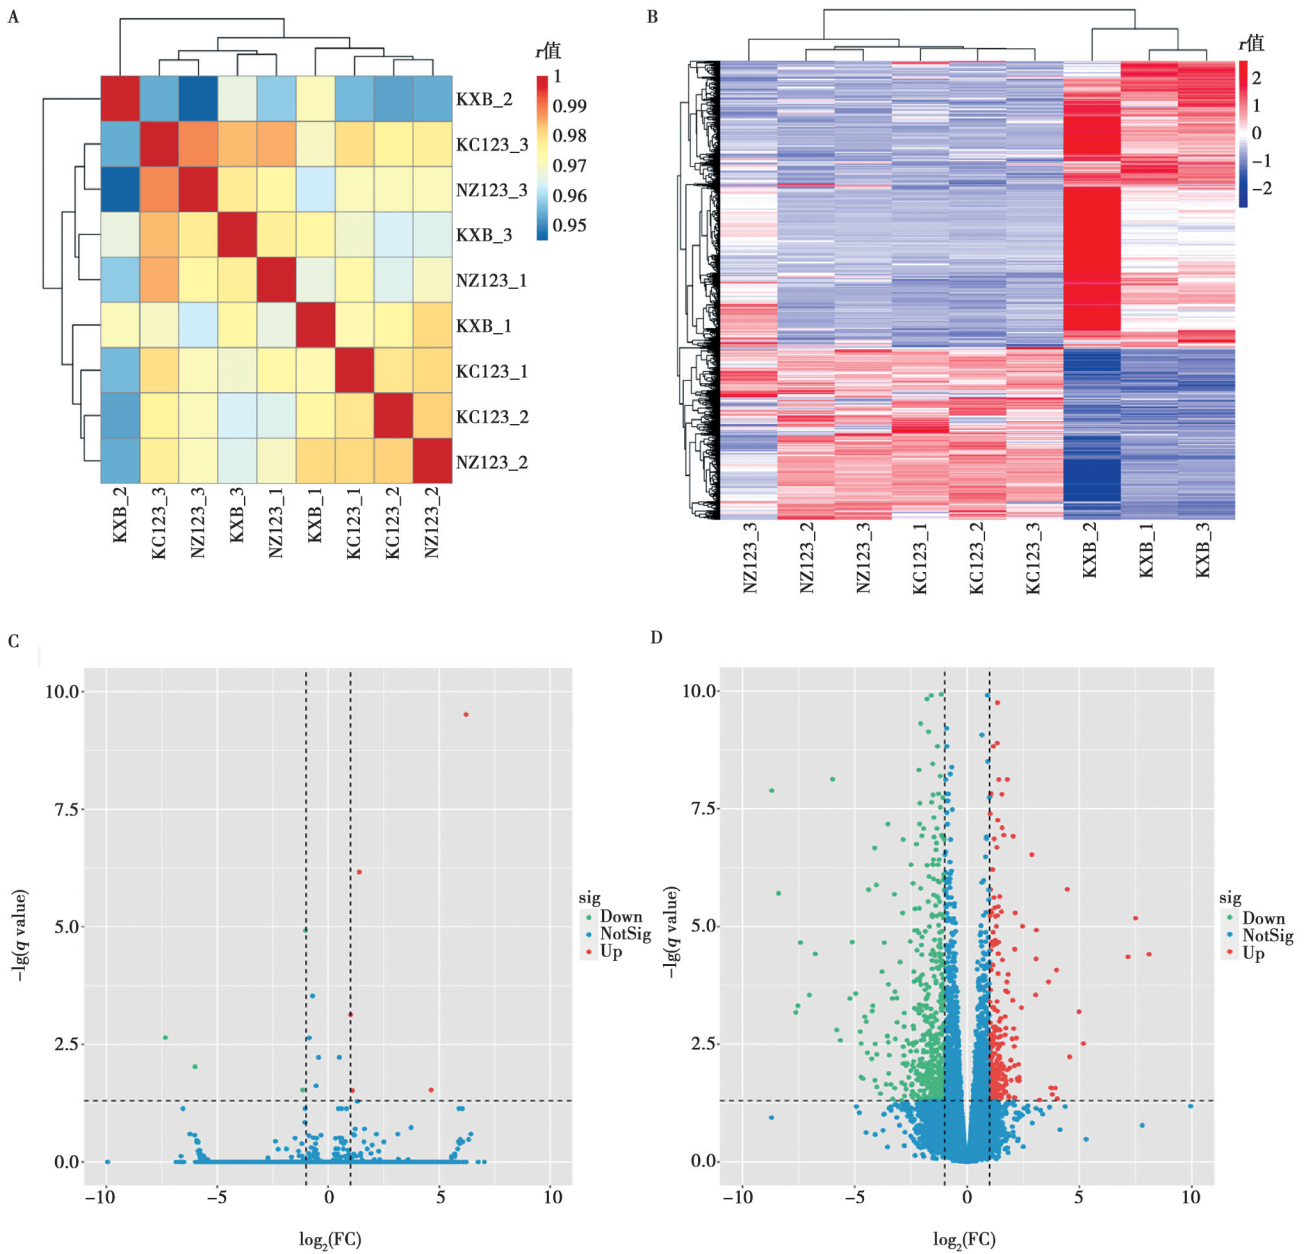 A
r值
1
0.99
0.98
0.97
0.96
0.95
KXB_2
KC123_3
NZ123_3
KXB_3
NZ123_1
KXB_1
KC123_1
KC123_2
NZ123_2
KXB_2
KC123_3
NZ123_3
KXB_3
NZ123_1
KXB_1
KC123_1
KC123_2
NZ123_2
B
r值
2
1
0
−1
−2
NZ123_3
NZ123_2
NZ123_3
KC123_1
KC123_2
KC123_3
KXB_2
KXB_1
KXB_3
C
10.0
7.5
5.0
2.5
0.0
−lg(q value)
−10
−5
0
5
10
log₂(FC)
sig
Down
NotSig
Up
D
10.0
7.5
5.0
2.5
0.0
−lg(q value)
−10
−5
0
5
10
log₂(FC)
sig
Down
NotSig
Up